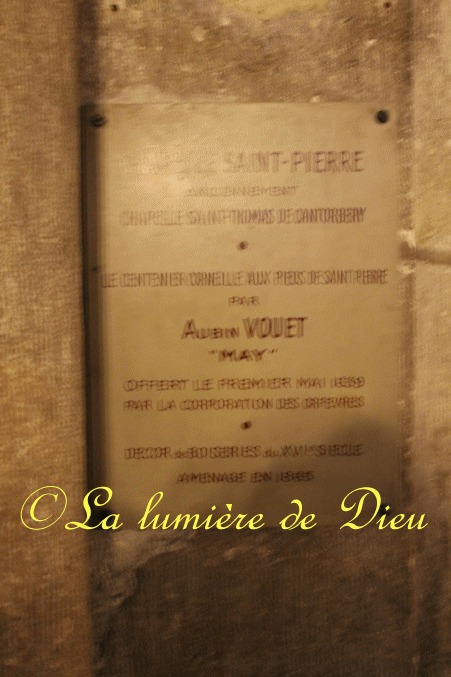 CHAPELLE SAINT-PIERRE
ANCIENNEMENT
CHAPELLE SAINT THOMAS DE CANTORBERY
LE CENTENIER CORNEILLE AUX PIEDS DE SAINT-PIERRE
PAR
AUBIN VOUET
"MAY"
OFFERT LE PREMIER MAI 1639
PAR LA CORPORATION DES ORFEVRES
DECOR de BOISERIES du XVIe SIECLE
AMENAGE EN
©La lumière de Dieu